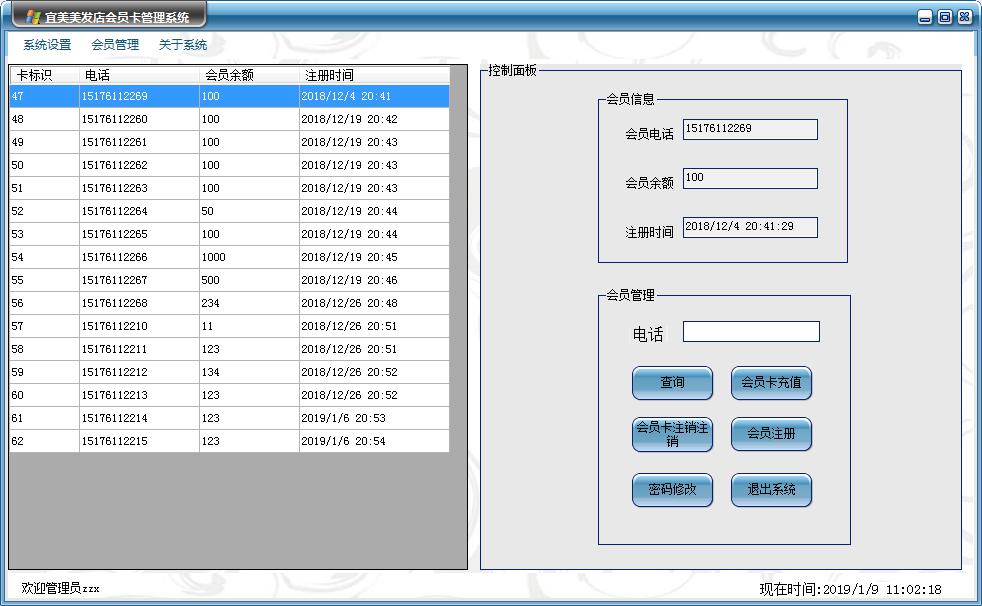 宜美美发店会员卡管理系统
系统设置 会员管理 关于系统
卡标识 电话 会员余额 注册时间
47 15176112269 100 2018/12/4 20:41
48 15176112260 100 2018/12/19 20:42
49 15176112261 100 2018/12/19 20:43
50 15176112262 100 2018/12/19 20:43
51 15176112263 100 2018/12/19 20:43
52 15176112264 50 2018/12/19 20:44
53 15176112265 100 2018/12/19 20:44
54 15176112266 1000 2018/12/19 20:45
55 15176112267 500 2018/12/19 20:46
56 15176112268 234 2018/12/26 20:48
57 15176112210 11 2018/12/26 20:51
58 15176112211 123 2018/12/26 20:51
59 15176112212 134 2018/12/26 20:52
60 15176112213 123 2018/12/26 20:52
61 15176112214 123 2019/1/6 20:53
62 15176112215 123 2019/1/6 20:54
控制面板
会员信息
会员电话 15176112269
会员余额 100
注册时间 2018/12/4 20:41:29
会员管理
电话
查询 会员卡充值
会员卡注销注
销
会员注册
密码修改 退出系统
欢迎管理员zzx
现在时间:2019/1/9 11:02:18